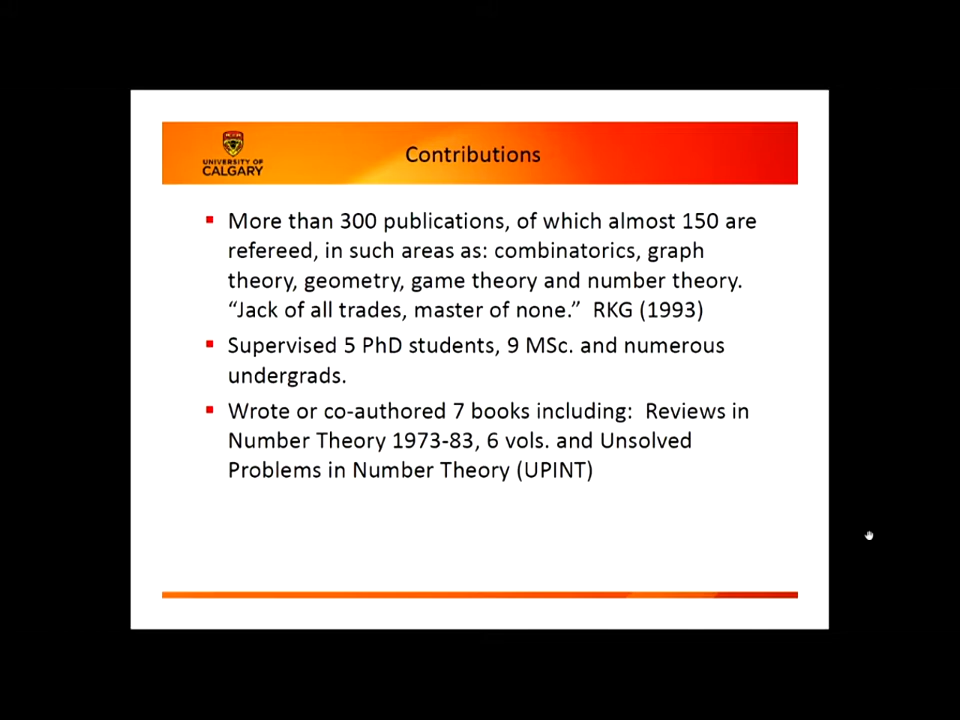 UNIVERSITY OF
CALGARY
Contributions
More than 300 publications, of which almost 150 are
refereed, in such areas as: combinatorics, graph
theory, geometry, game theory and number theory.
“Jack of all trades, master of none.” RKG (1993)
Supervised 5 PhD students, 9 MSc. and numerous
undergrads.
Wrote or co-authored 7 books including: Reviews in
Number Theory 1973-83, 6 vols. and Unsolved
Problems in Number Theory (UPINT)